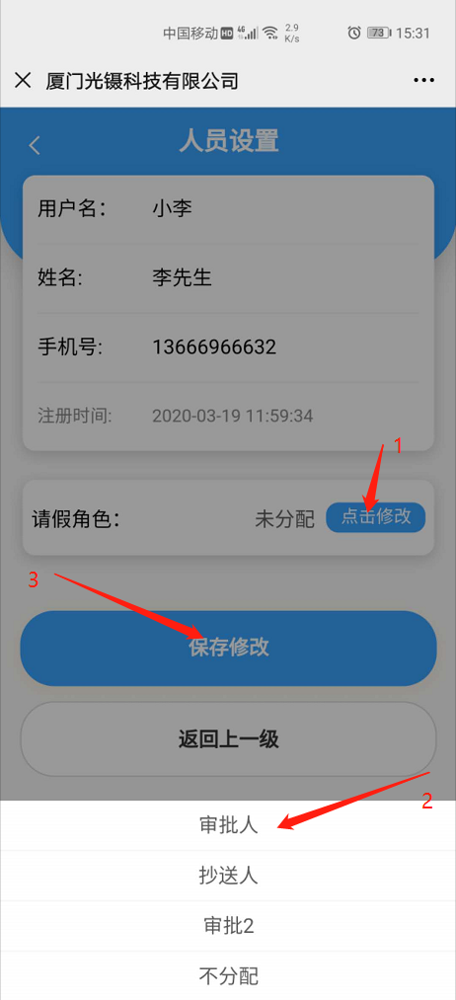 中国移动 HD 4G 2.9 K/s 73 15:31
厦门光镊科技有限公司
人员设置
用户名： 小李
姓名: 李先生
手机号: 13666966632
注册时间: 2020-03-19 11:59:34
1
请假角色： 未分配 点击修改
3
保存修改
返回上一级
2
审批人
抄送人
审批2
不分配